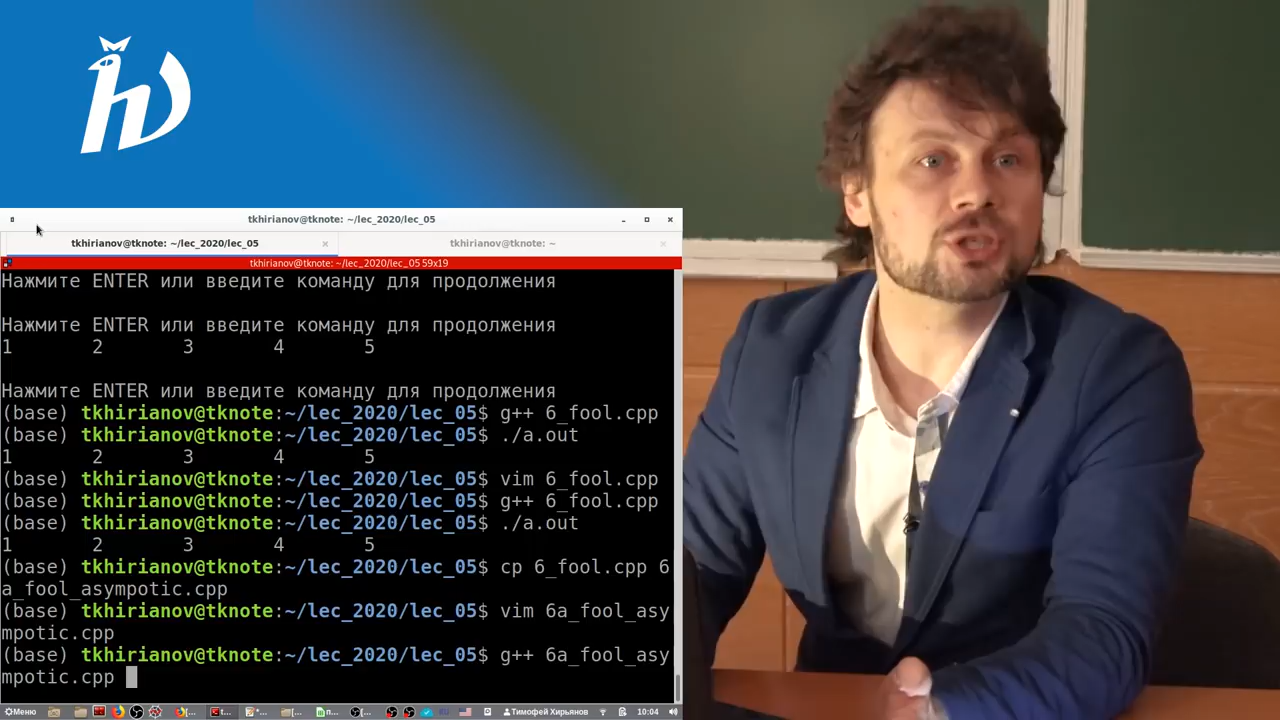 tkhirianov@tknote: ~/lec_2020/lec_05
tkhirianov@tknote: ~/lec_2020/lec_05
tkhirianov@tknote: ~
tkhirianov@tknote: ~/lec_2020/lec_05 59x19
Нажмите ENTER или введите команду для продолжения
Нажмите ENTER или введите команду для продолжения
1 2 3 4 5
Нажмите ENTER или введите команду для продолжения
(base) tkhirianov@tknote:~/lec_2020/lec_05$ g++ 6_fool.cpp
(base) tkhirianov@tknote:~/lec_2020/lec_05$ ./a.out
1 2 3 4 5
(base) tkhirianov@tknote:~/lec_2020/lec_05$ vim 6_fool.cpp
(base) tkhirianov@tknote:~/lec_2020/lec_05$ g++ 6_fool.cpp
(base) tkhirianov@tknote:~/lec_2020/lec_05$ ./a.out
1 2 3 4 5
(base) tkhirianov@tknote:~/lec_2020/lec_05$ cp 6_fool.cpp 6
a_fool_asympotic.cpp
(base) tkhirianov@tknote:~/lec_2020/lec_05$ vim 6a_fool_asy
mpotic.cpp
(base) tkhirianov@tknote:~/lec_2020/lec_05$ g++ 6a_fool_asy
mpotic.cpp
Меню Тимофей Хирьянов 10:04